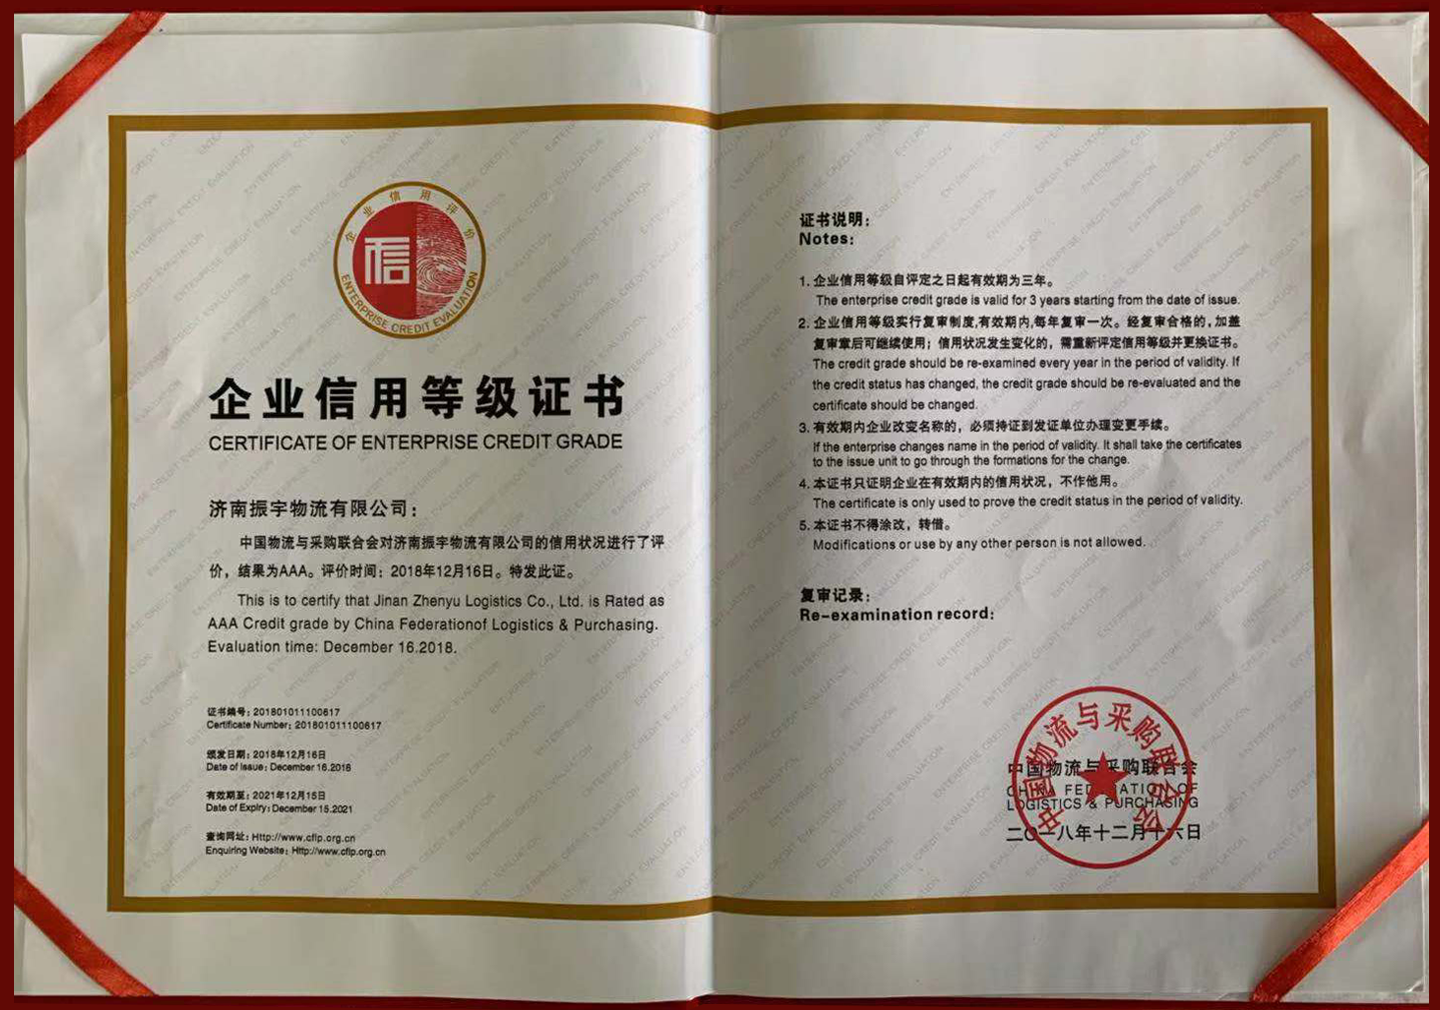 企业信用评价
信
ENTERPRISE CREDIT EVALUATION
企业信用等级证书
CERTIFICATE OF ENTERPRISE CREDIT GRADE
济南振宇物流有限公司：
中国物流与采购联合会对济南振宇物流有限公司的信用状况进行了评
价，结果为AAA。评价时间：2018年12月16日。特发此证。
This is to certify that Jinan Zhenyu Logistics Co., Ltd. is Rated as
AAA Credit grade by China Federationof Logistics & Purchasing.
Evaluation time: December 16.2018.
证书编号：201801011100617
Certificate Number: 201801011100617
颁发日期：2018年12月16日
Date of Issue: December 16.2018
有效期至：2021年12月15日
Date of Expiry: December 15.2021
查询网址：Http://www.cflp.org.cn
Enquiring Website: Http://www.cflp.org.cn
证书说明：
Notes:
1. 企业信用等级自评定之日起有效期为三年。
The enterprise credit grade is valid for 3 years starting from the date of issue.
2. 企业信用等级实行复审制度,有效期内,每年复审一次。经复审合格的，加盖
复审章后可继续使用；信用状况发生变化的，需重新评定信用等级并更换证书。
The credit grade should be re-examined every year in the period of validity. If
the credit status has changed, the credit grade should be re-evaluated and the
certificate should be changed.
3. 有效期内企业改变名称的，必须持证到发证单位办理变更手续。
If the enterprise changes name in the period of validity. It shall take the certificates
to the issue unit to go through the formations for the change.
4. 本证书只证明企业在有效期内的信用状况，不作他用。
The certificate is only used to prove the credit status in the period of validity.
5. 本证书不得涂改，转借。
Modifications or use by any other person is not allowed.
复审记录：
Re-examination record:
中国物流与采购联合会
中国物流与采购联合会
CHINA FEDERATION OF
LOGISTICS & PURCHASING
二〇一八年十二月十六日